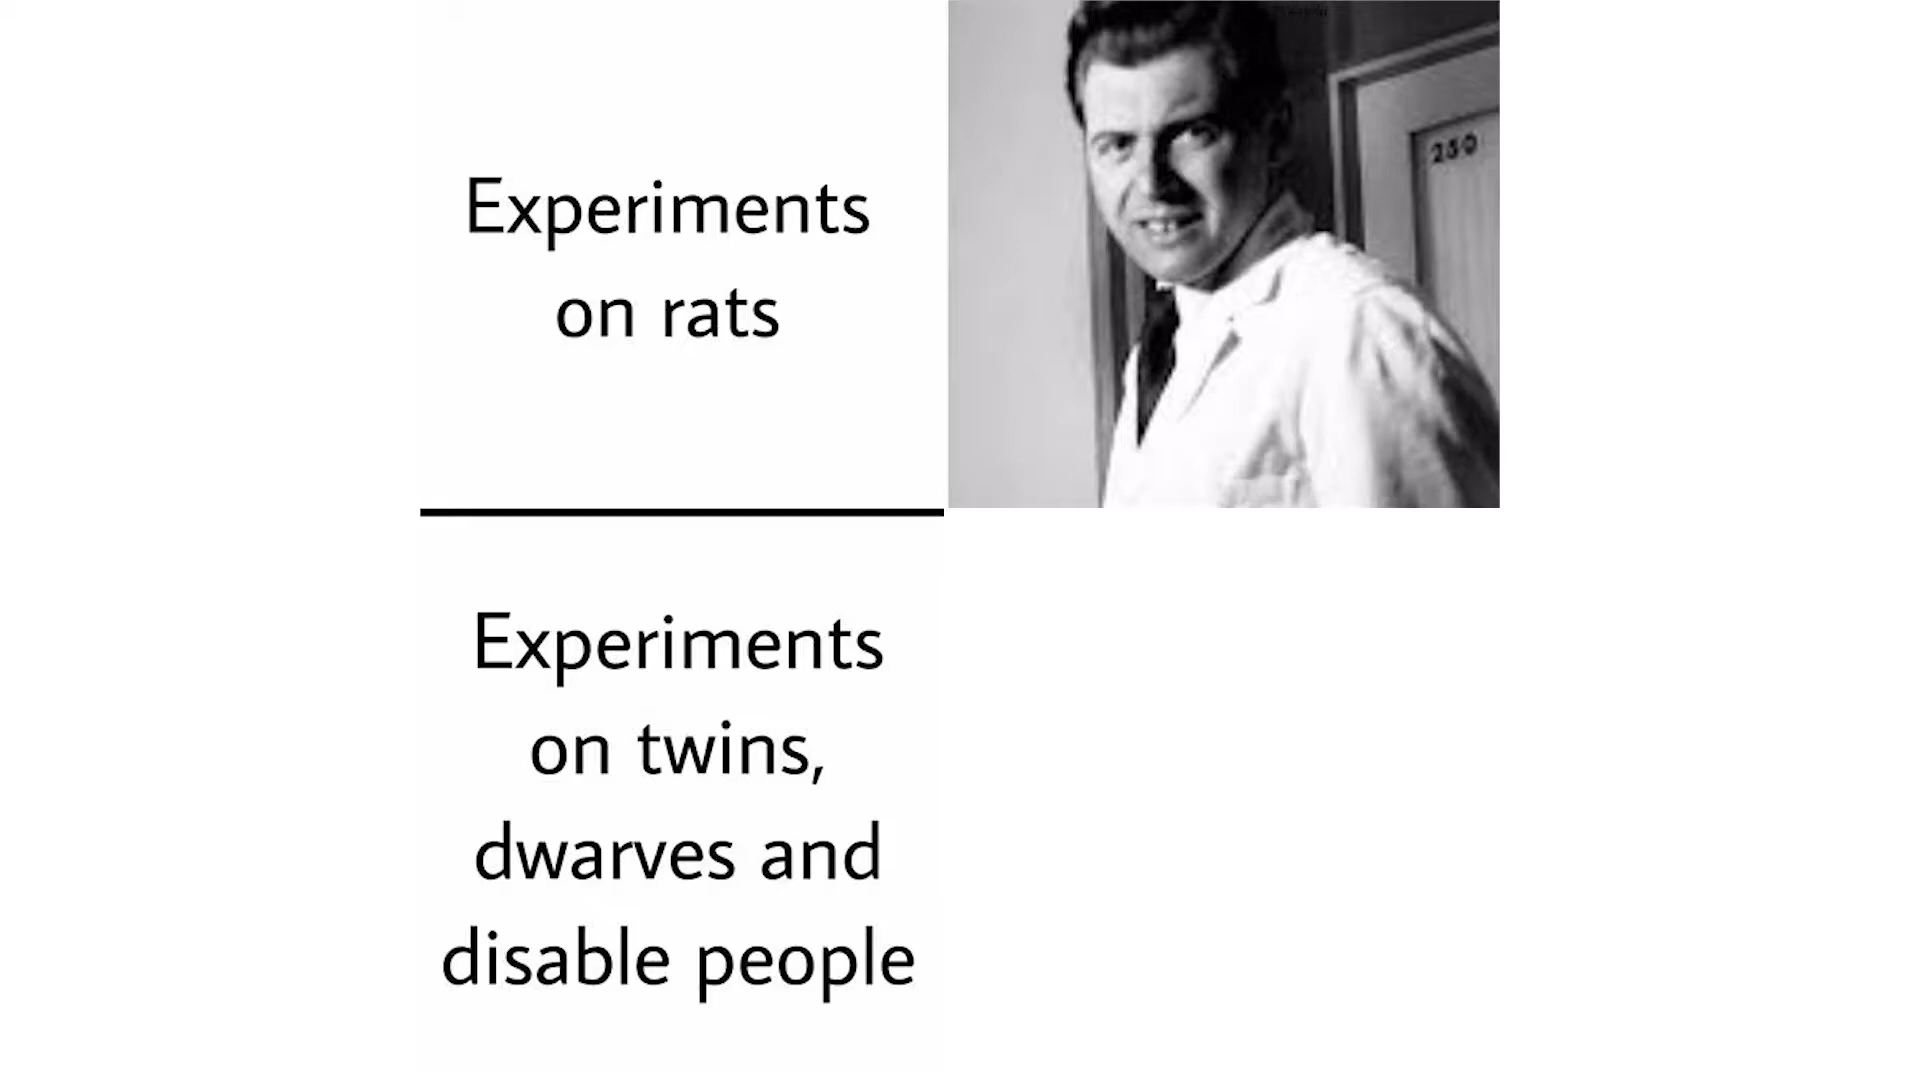 Experiments
on rats
250
Experiments
on twins,
dwarves and
disable people